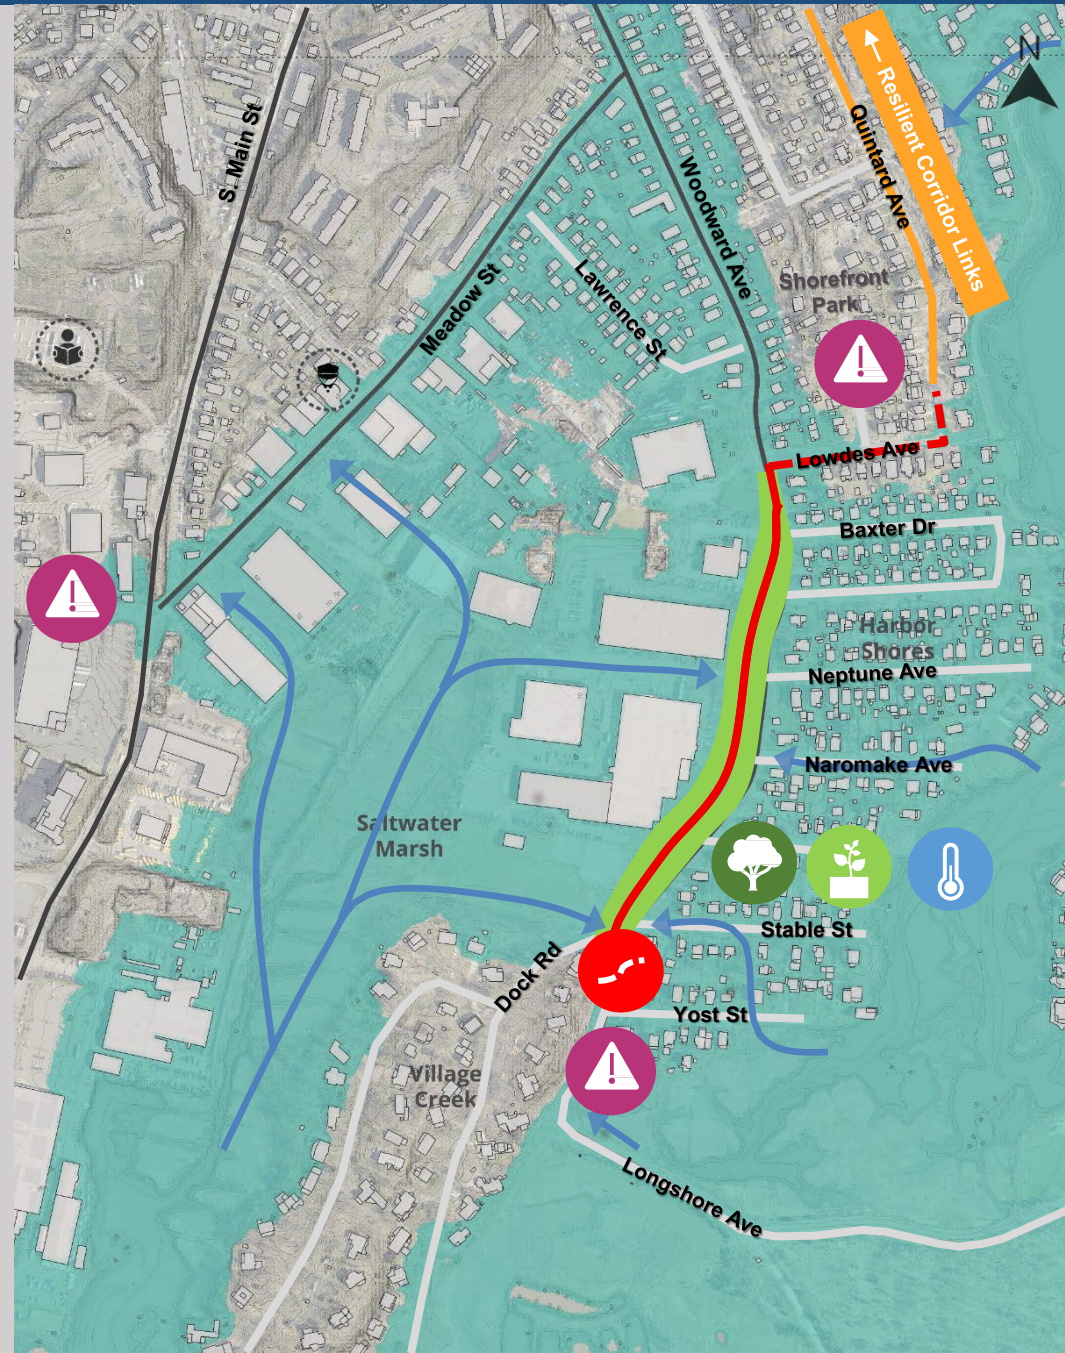 N
Resilient Corridor Links
Quintard Ave
S. Main St
Woodward Ave
Meadow St
Lawrence St
Shorefront
Park
Lowdes Ave
Baxter Dr
Harbor
Shores
Neptune Ave
Naromake Ave
Saltwater
Marsh
Stable St
Dock Rd
Yost St
Village
Creek
Longshore Ave